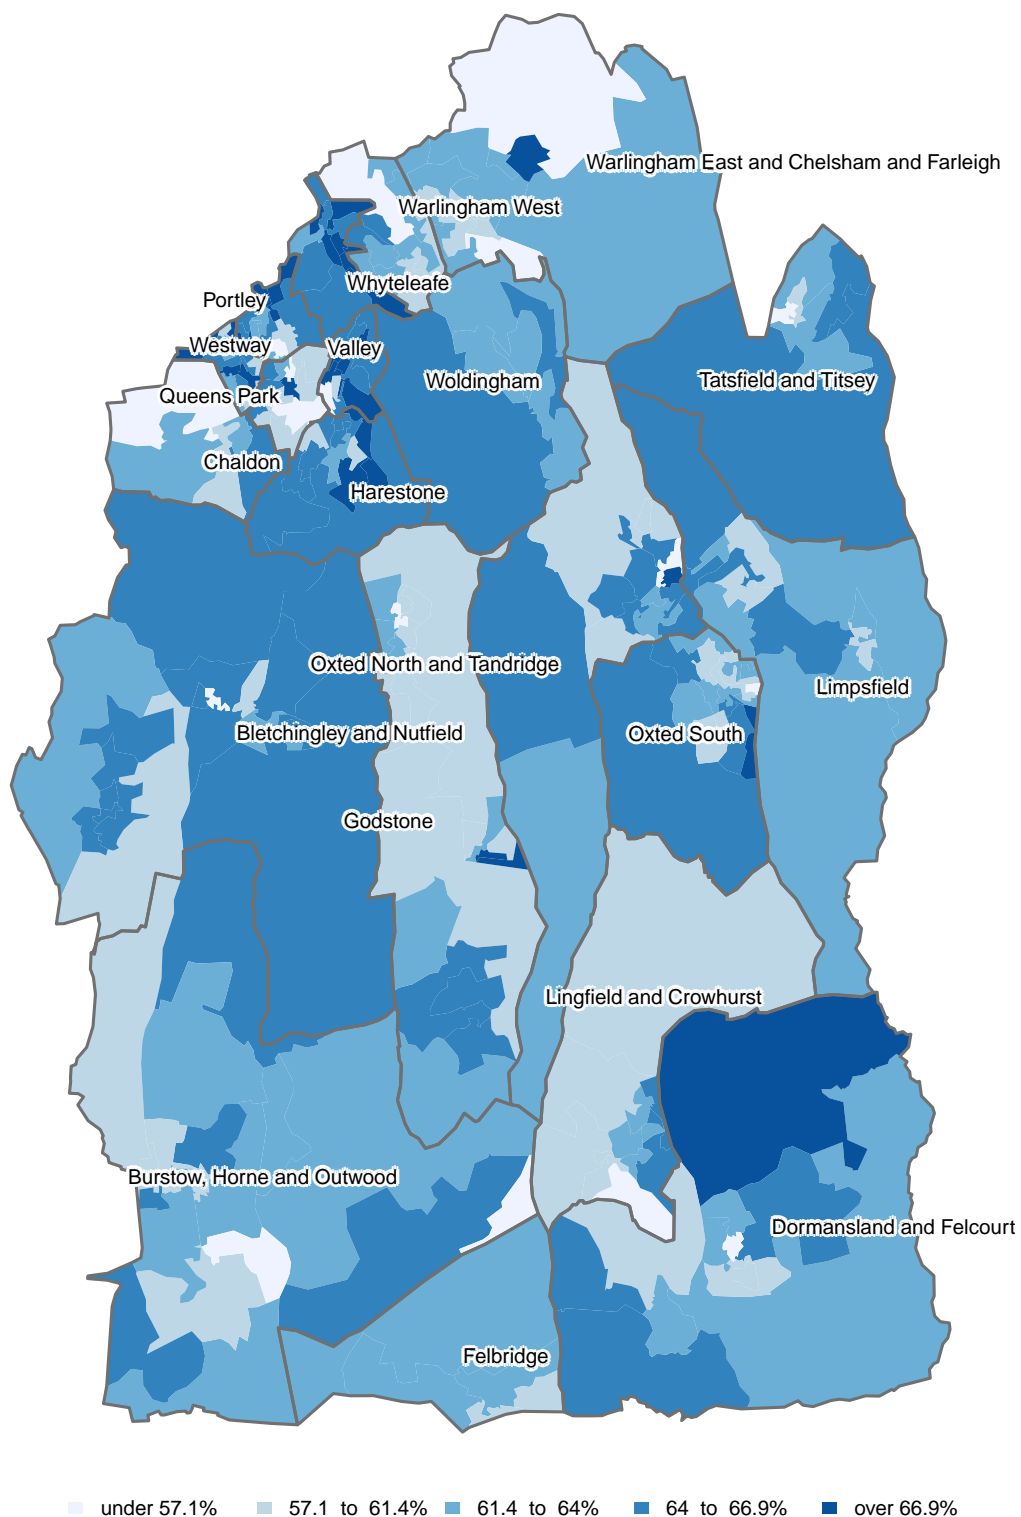 Warlingham East and Chelsham and Farleigh
Warlingham West
Whyteleafe
Portley
Westway
Valley
Woldingham
Tatsfield and Titsey
Queens Park
Chaldon
Harestone
Oxted North and Tandridge
Limpsfield
Bletchingley and Nutfield
Oxted South
Godstone
Lingfield and Crowhurst
Burstow, Horne and Outwood
Dormansland and Felcourt
Felbridge
under 57.1% 57.1 to 61.4% 61.4 to 64% 64 to 66.9% over 66.9%